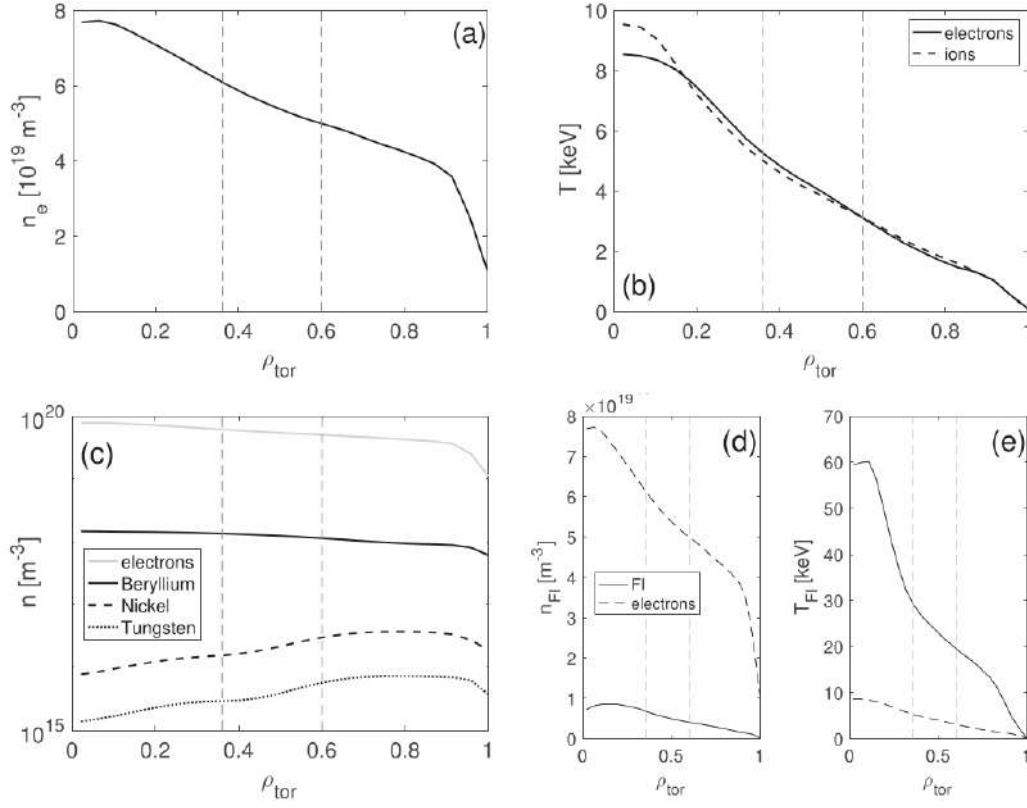 (a)
n_e [10^19 m^-3]
10
8
6
4
2
0
0 0.2 0.4 0.6 0.8 1
ρ_tor
(b)
T [keV]
10
8
6
4
2
0
electrons
ions
0 0.2 0.4 0.6 0.8 1
ρ_tor
(c)
n [m^-3]
10^20
10^15
electrons
Beryllium
Nickel
Tungsten
0 0.2 0.4 0.6 0.8 1
ρ_tor
(d)
×10^19
n_FI [m^-3]
8
7
6
5
4
3
2
1
0
FI
electrons
0 0.5 1
ρ_tor
(e)
T_FI [keV]
70
60
50
40
30
20
10
0
0 0.5 1
ρ_tor